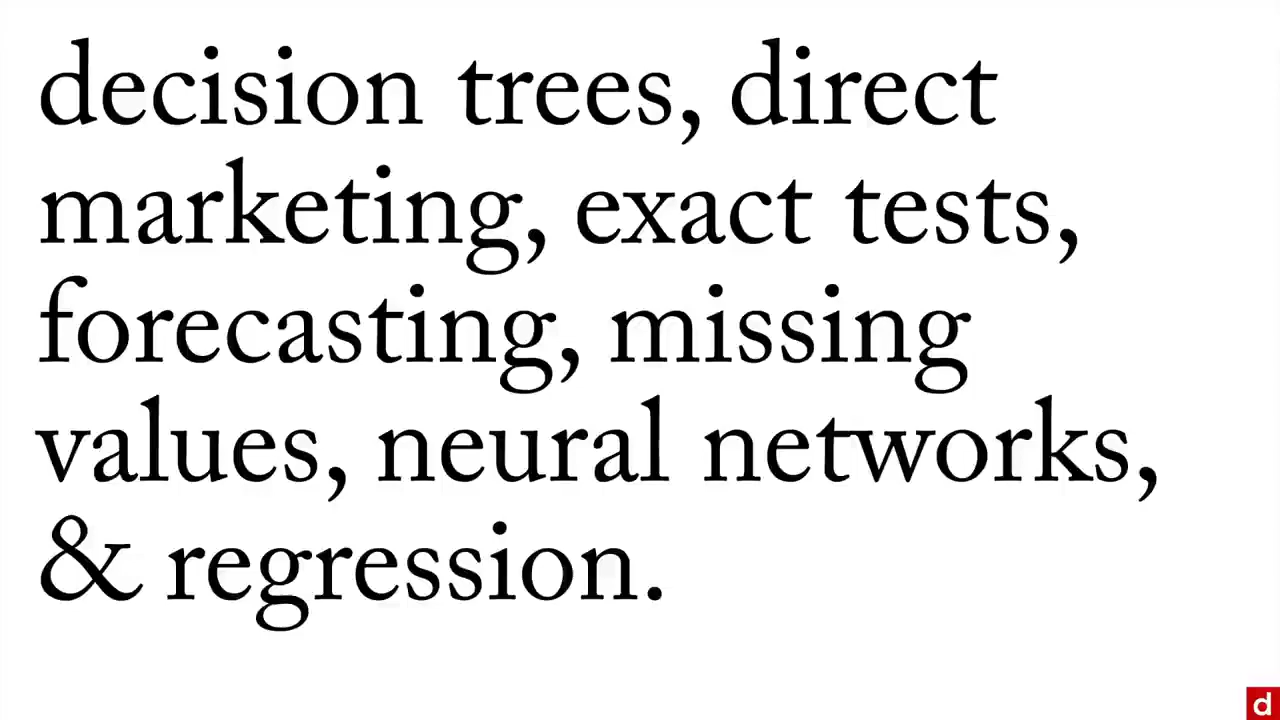 decision trees, direct
marketing, exact tests,
forecasting, missing
values, neural networks,
& regression.
d